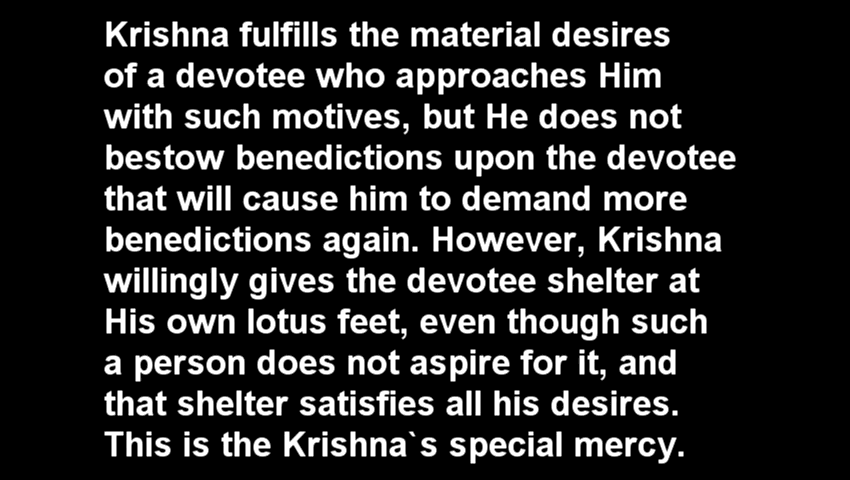 Krishna fulfills the material desires
of a devotee who approaches Him
with such motives, but He does not
bestow benedictions upon the devotee
that will cause him to demand more
benedictions again. However, Krishna
willingly gives the devotee shelter at
His own lotus feet, even though such
a person does not aspire for it, and
that shelter satisfies all his desires.
This is the Krishna`s special mercy.